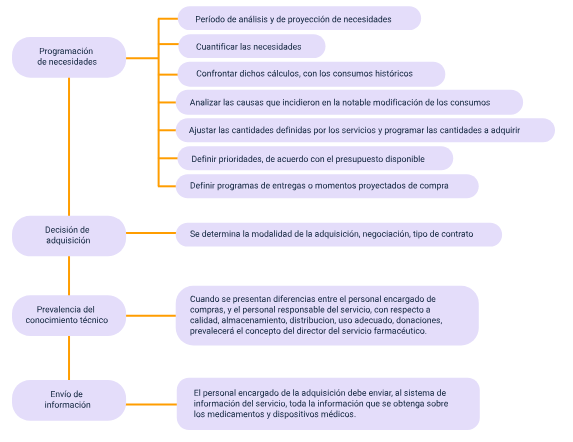 Programación
de necesidades
Período de análisis y de proyección de necesidades
Cuantificar las necesidades
Confrontar dichos cálculos, con los consumos históricos
Analizar las causas que incidieron en la notable modificación de los consumos
Ajustar las cantidades definidas por los servicios y programar las cantidades a adquirir
Definir prioridades, de acuerdo con el presupuesto disponible
Definir programas de entregas o momentos proyectados de compra
Decisión de
adquisición
Se determina la modalidad de la adquisición, negociación, tipo de contrato
Prevalencia del
conocimiento técnico
Cuando se presentan diferencias entre el personal encargado de
compras, y el personal responsable del servicio, con respecto a
calidad, almacenamiento, distribucion, uso adecuado, donaciones,
prevalecerá el concepto del director del servicio farmacéutico.
Envío de
información
El personal encargado de la adquisición debe enviar, al sistema de
información del servicio, toda la información que se obtenga sobre
los medicamentos y dispositivos médicos.